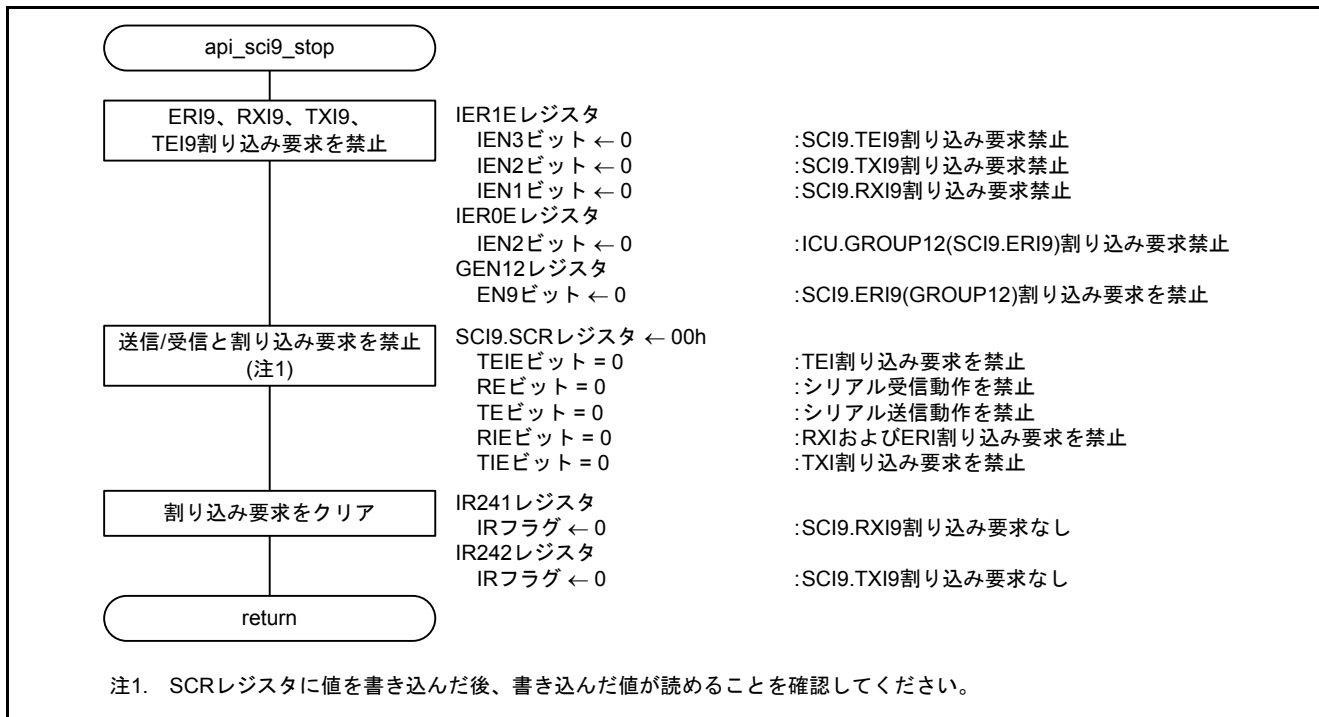 api_sci9_stop
ERI9、RXI9、TXI9、
TEI9割り込み要求を禁止
IER1Eレジスタ
IEN3ビット ← 0 :SCI9.TEI9割り込み要求禁止
IEN2ビット ← 0 :SCI9.TXI9割り込み要求禁止
IEN1ビット ← 0 :SCI9.RXI9割り込み要求禁止
IER0Eレジスタ
IEN2ビット ← 0 :ICU.GROUP12(SCI9.ERI9)割り込み要求禁止
GEN12レジスタ
EN9ビット ← 0 :SCI9.ERI9(GROUP12)割り込み要求を禁止
送信/受信と割り込み要求を禁止
(注1)
SCI9.SCRレジスタ ← 00h
TEIEビット = 0 :TEI割り込み要求を禁止
REビット = 0 :シリアル受信動作を禁止
TEビット = 0 :シリアル送信動作を禁止
RIEビット = 0 :RXIおよびERI割り込み要求を禁止
TIEビット = 0 :TXI割り込み要求を禁止
割り込み要求をクリア
IR241レジスタ
IRフラグ ← 0 :SCI9.RXI9割り込み要求なし
IR242レジスタ
IRフラグ ← 0 :SCI9.TXI9割り込み要求なし
return
注1. SCRレジスタに値を書き込んだ後、書き込んだ値が読めることを確認してください。